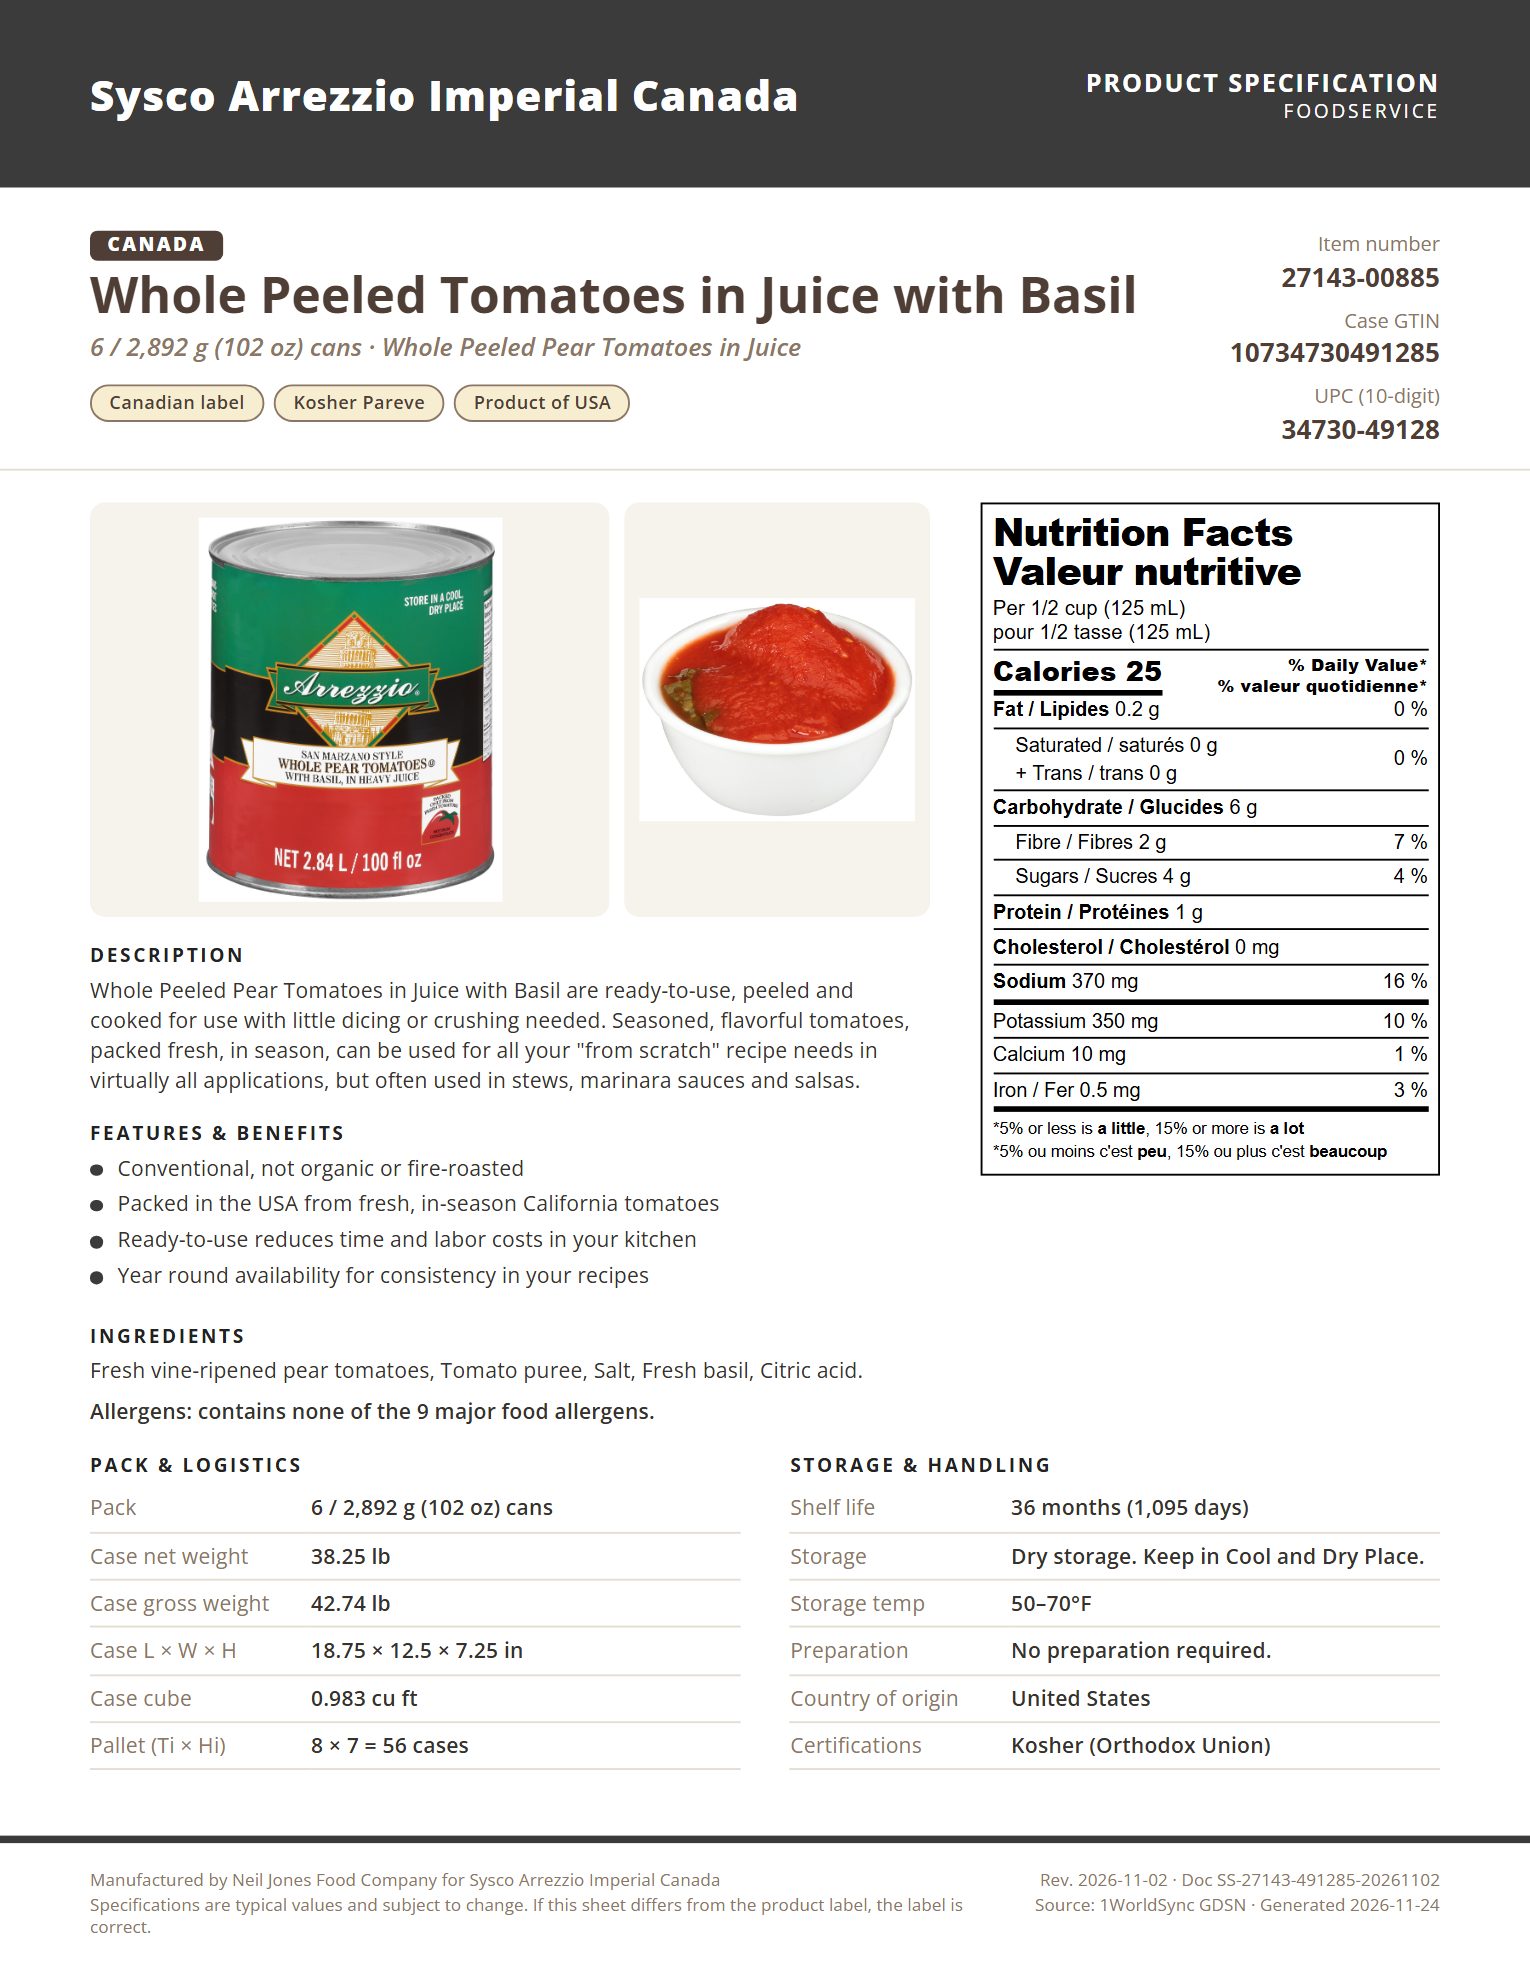 Sysco Arrezzio Imperial Canada
PRODUCT SPECIFICATION
FOODSERVICE
CANADA
Whole Peeled Tomatoes in Juice with Basil
6 / 2,892 g (102 oz) cans · Whole Peeled Pear Tomatoes in Juice
Canadian label
Kosher Pareve
Product of USA
Item number
27143-00885
Case GTIN
10734730491285
UPC (10-digit)
34730-49128
STORE IN A COOL,
DRY PLACE
Arrezzio
SAN MARZANO STYLE
WHOLE PEAR TOMATOES
WITH BASIL, IN HEAVY JUICE
NET 2.84 L / 100 fl oz
DESCRIPTION
Whole Peeled Pear Tomatoes in Juice with Basil are ready-to-use, peeled and
cooked for use with little dicing or crushing needed. Seasoned, flavorful tomatoes,
packed fresh, in season, can be used for all your "from scratch" recipe needs in
virtually all applications, but often used in stews, marinara sauces and salsas.
FEATURES & BENEFITS
Conventional, not organic or fire-roasted
Packed in the USA from fresh, in-season California tomatoes
Ready-to-use reduces time and labor costs in your kitchen
Year round availability for consistency in your recipes
Nutrition Facts
Valeur nutritive
Per 1/2 cup (125 mL)
pour 1/2 tasse (125 mL)
Calories 25
% Daily Value*
% valeur quotidienne*
Fat / Lipides 0.2 g 0 %
Saturated / saturés 0 g
+ Trans / trans 0 g 0 %
Carbohydrate / Glucides 6 g
Fibre / Fibres 2 g 7 %
Sugars / Sucres 4 g 4 %
Protein / Protéines 1 g
Cholesterol / Cholestérol 0 mg
Sodium 370 mg 16 %
Potassium 350 mg 10 %
Calcium 10 mg 1 %
Iron / Fer 0.5 mg 3 %
*5% or less is a little, 15% or more is a lot
*5% ou moins c'est peu, 15% ou plus c'est beaucoup
INGREDIENTS
Fresh vine-ripened pear tomatoes, Tomato puree, Salt, Fresh basil, Citric acid.
Allergens: contains none of the 9 major food allergens.
PACK & LOGISTICS
Pack 6 / 2,892 g (102 oz) cans
Case net weight 38.25 lb
Case gross weight 42.74 lb
Case L × W × H 18.75 × 12.5 × 7.25 in
Case cube 0.983 cu ft
Pallet (Ti × Hi) 8 × 7 = 56 cases
STORAGE & HANDLING
Shelf life 36 months (1,095 days)
Storage Dry storage. Keep in Cool and Dry Place.
Storage temp 50–70°F
Preparation No preparation required.
Country of origin United States
Certifications Kosher (Orthodox Union)
Manufactured by Neil Jones Food Company for Sysco Arrezzio Imperial Canada
Specifications are typical values and subject to change. If this sheet differs from the product label, the label is
correct.
Rev. 2026-11-02 · Doc SS-27143-491285-20261102
Source: 1WorldSync GDSN · Generated 2026-11-24